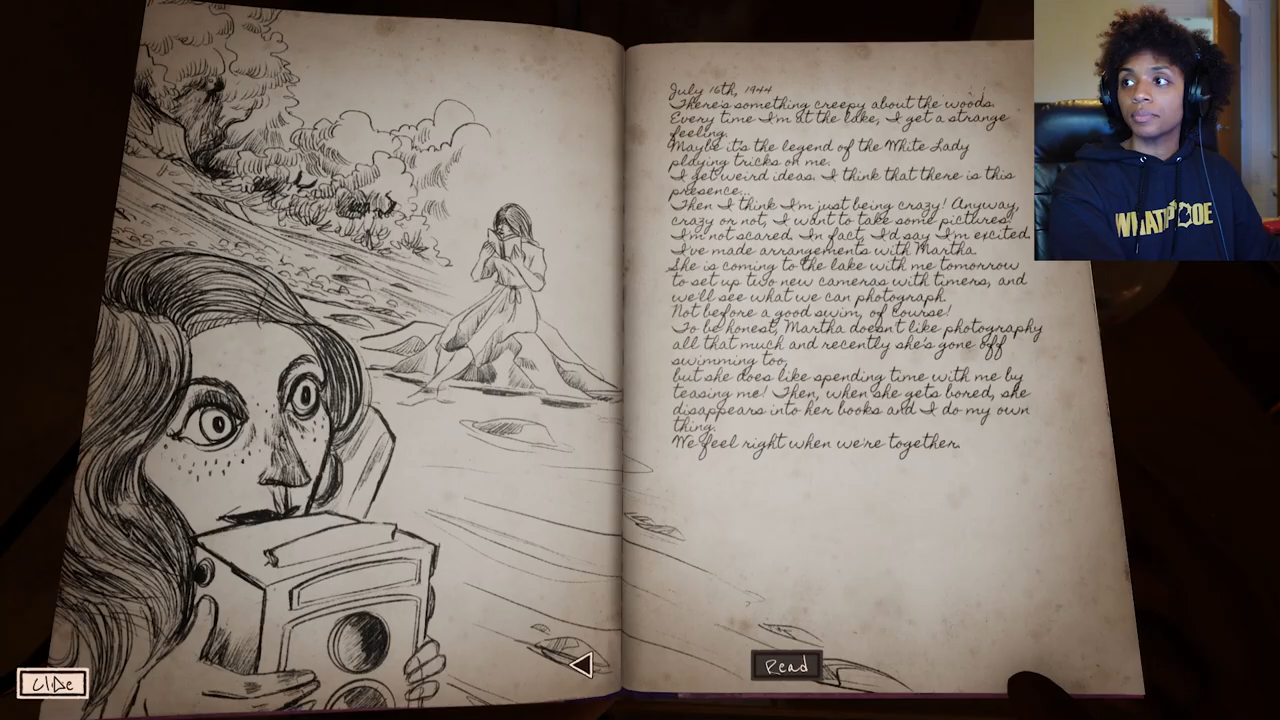 July 16th, 1944
There's something creepy about the woods.
Every time I'm at the lake, I get a strange
feeling.
Maybe it's the legend of the White Lady
playing tricks on me.
I get weird ideas. I think that there is this
presence...
Then I think I'm just being crazy! Anyway,
crazy or not, I want to take some pictures!
I'm not scared. In fact, I'd say I'm excited.
I've made arrangements with Martha.
She is coming to the lake with me tomorrow
to set up two new cameras with timers, and
we'll see what we can photograph.
Not before a good swim, of course!
To be honest, Martha doesn't like photography
all that much and recently she's gone off
swimming too,
but she does like spending time with me by
teasing me! Then, when she gets bored, she
disappears into her books and I do my own
thing.
We feel right when we're together.
Read